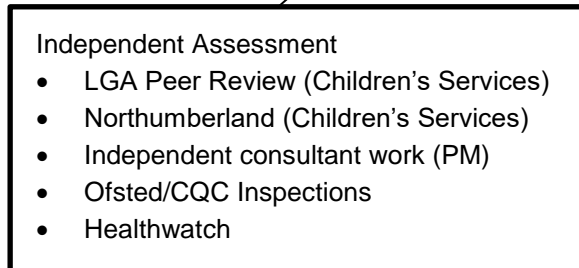 Independent Assessment
• LGA Peer Review (Children's Services)
• Northumberland (Children's Services)
• Independent consultant work (PM)
• Ofsted/CQC Inspections
• Healthwatch